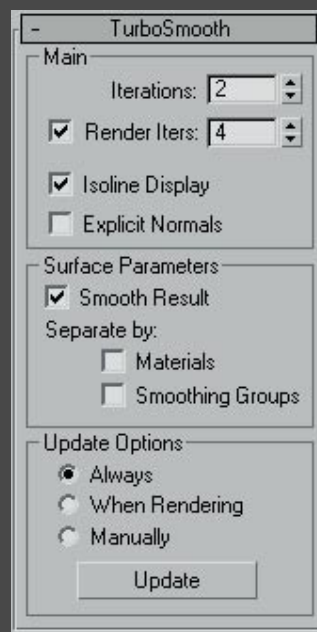 - TurboSmooth
Main
Iterations: 2
Render Iters: 4
Isoline Display
Explicit Normals
Surface Parameters
Smooth Result
Separate by:
Materials
Smoothing Groups
Update Options
Always
When Rendering
Manually
Update